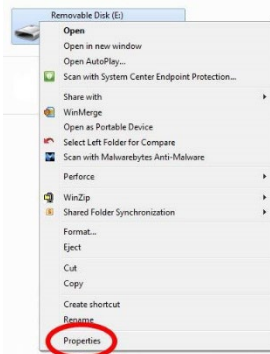 Removable Disk (E:)
Open
Open in new window
Open AutoPlay...
Scan with System Center Endpoint Protection...
Share with
WinMerge
Open as Portable Device
Select Left Folder for Compare
Scan with Malwarebytes Anti-Malware
Perforce
WinZip
Shared Folder Synchronization
Format...
Eject
Cut
Copy
Create shortcut
Rename
Properties